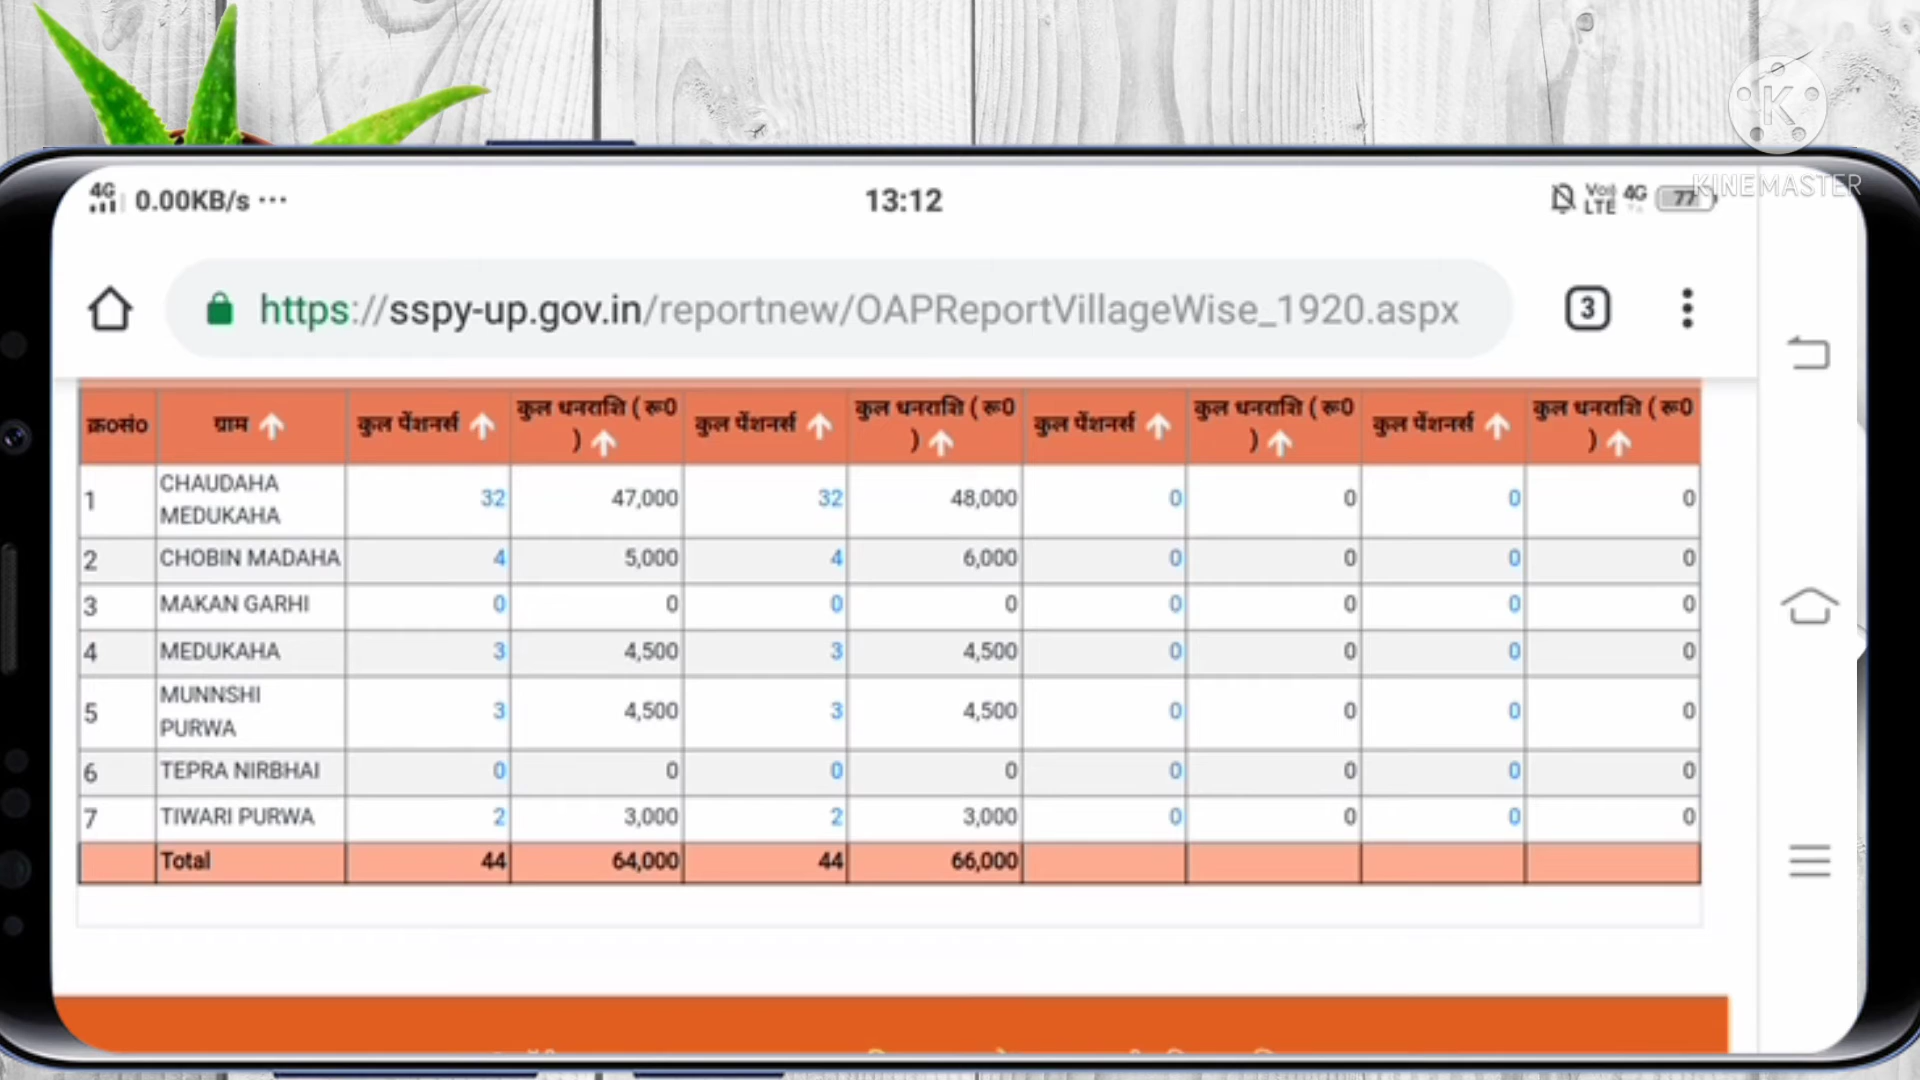 K
KINEMASTER
4G 0.00KB/s ... 13:12 Vo)) LTE 4G 77
https://sspy-up.gov.in/reportnew/OAPReportVillageWise_1920.aspx 3
क्र०सं० ग्राम कुल पेंशनर्स कुल धनराशि ( रू0 ) कुल पेंशनर्स कुल धनराशि ( रू0 ) कुल पेंशनर्स कुल धनराशि ( रू0 ) कुल पेंशनर्स कुल धनराशि ( रू0 )
1 CHAUDAHA MEDUKAHA 32 47,000 32 48,000 0 0 0 0
2 CHOBIN MADAHA 4 5,000 4 6,000 0 0 0 0
3 MAKAN GARHI 0 0 0 0 0 0 0 0
4 MEDUKAHA 3 4,500 3 4,500 0 0 0 0
5 MUNNSHI PURWA 3 4,500 3 4,500 0 0 0 0
6 TEPRA NIRBHAI 0 0 0 0 0 0 0 0
7 TIWARI PURWA 2 3,000 2 3,000 0 0 0 0
Total 44 64,000 44 66,000